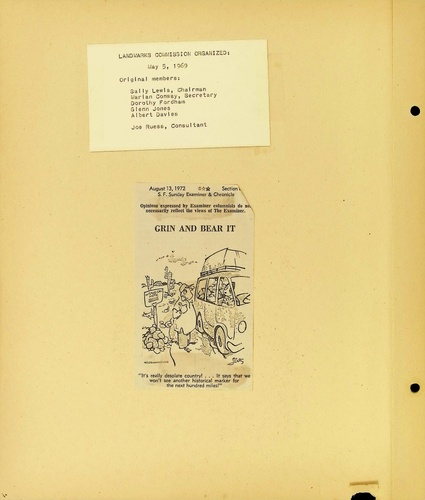 LANDMARKS COMMISSION ORGANIZED:
May 5, 1969
Original members:
Sally Lewis, Chairman
Marian Conway, Secretary
Dorothy Fordham
Glenn Jones
Albert Davies
Joe Ruess, Consultant
August 13, 1972 ☆☆★ Section
S.F. Sunday Examiner & Chronicle
Opinions expressed by Examiner columnists do no
necessarily reflect the views of The Examiner.
GRIN AND BEAR IT
"It's really desolate country! . . . It says that we
won't see another historical marker for
the next hundred miles!"